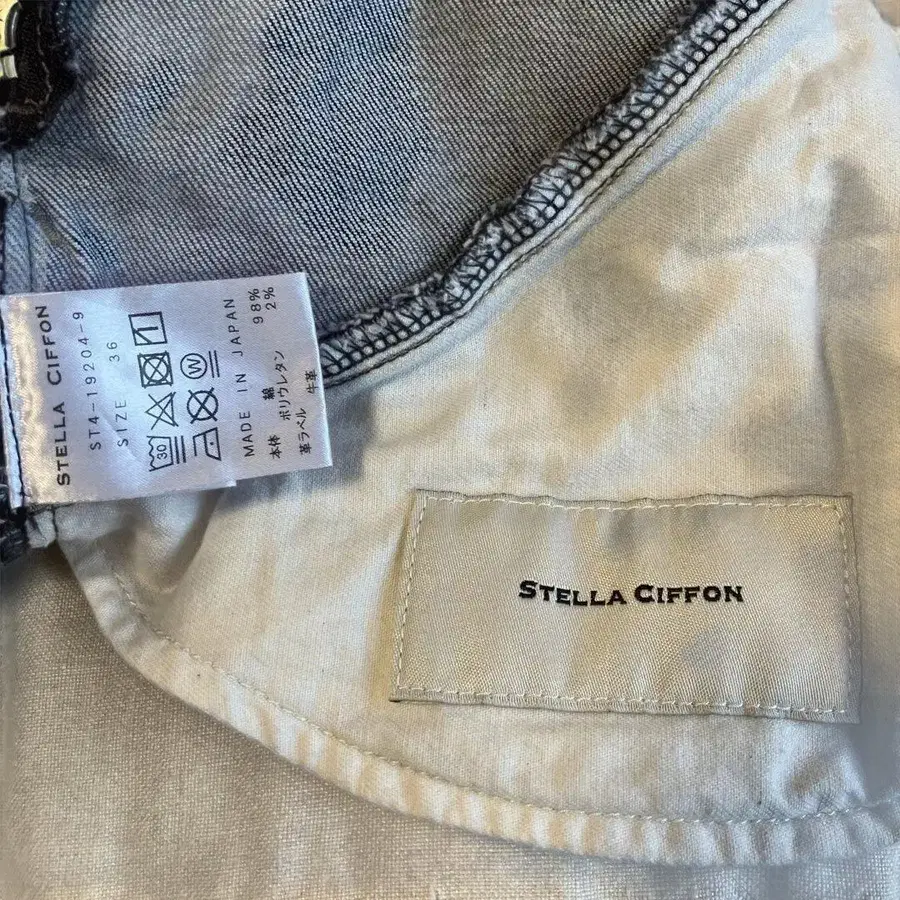 STELLA CIFFON
ST4-19204-9
SIZE 36
30
W
MADE IN JAPAN
本体 綿 98%
ポリウレタン 2%
革ラベル 牛革
STELLA CIFFON